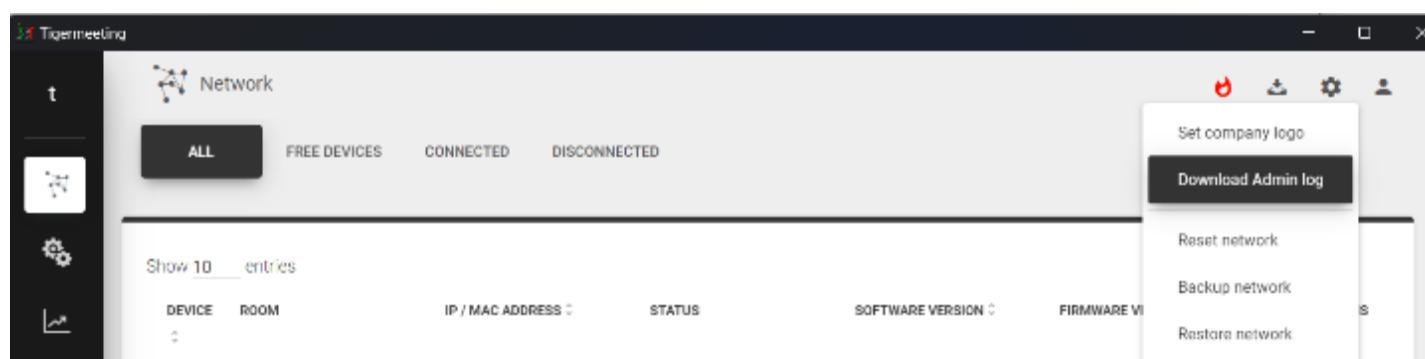 Tigermeeting
t
Network
ALL FREE DEVICES CONNECTED DISCONNECTED
Set company logo
Download Admin log
Reset network
Backup network
Restore network
Show 10 entries
DEVICE ROOM IP / MAC ADDRESS STATUS SOFTWARE VERSION FIRMWARE